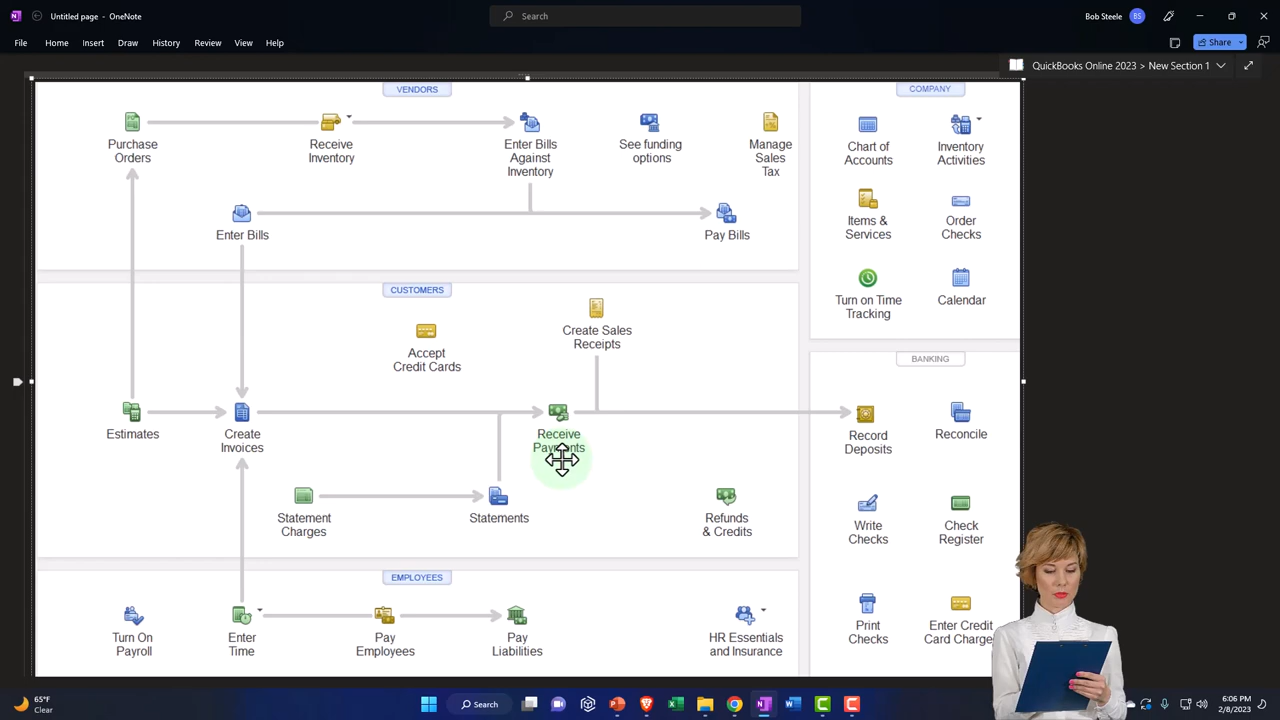 Untitled page - OneNote
Search
Bob Steele
BS
File
Home
Insert
Draw
History
Review
View
Help
Share
QuickBooks Online 2023 > New Section 1
VENDORS
Purchase
Orders
Receive
Inventory
Enter Bills
Against
Inventory
See funding
options
Manage
Sales
Tax
Enter Bills
Pay Bills
CUSTOMERS
Create Sales
Receipts
Accept
Credit Cards
Estimates
Create
Invoices
Receive
Payments
Statement
Charges
Statements
Refunds
& Credits
EMPLOYEES
Turn On
Payroll
Enter
Time
Pay
Employees
Pay
Liabilities
HR Essentials
and Insurance
COMPANY
Chart of
Accounts
Inventory
Activities
Items &
Services
Order
Checks
Turn on Time
Tracking
Calendar
BANKING
Record
Deposits
Reconcile
Write
Checks
Check
Register
Print
Checks
Enter Credit
Card Charge
65°F
Clear
Search
6:06 PM
2/8/2023